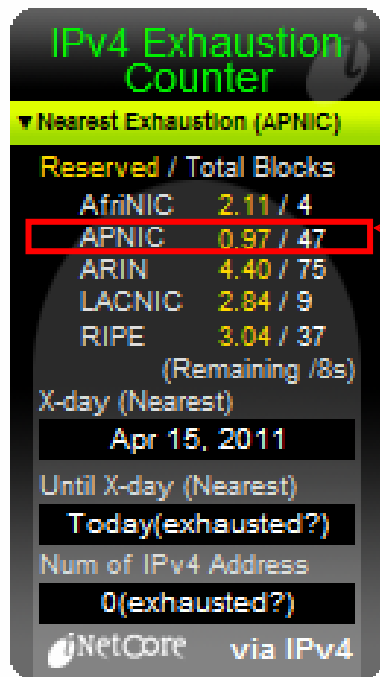 IPv4 Exhaustion
Counter
▼Nearest Exhaustion (APNIC)
Reserved / Total Blocks
AfriNIC 2.11 / 4
APNIC 0.97 / 47
ARIN 4.40 / 75
LACNIC 2.84 / 9
RIPE 3.04 / 37
(Remaining /8s)
X-day (Nearest)
Apr 15, 2011
Until X-day (Nearest)
Today(exhausted?)
Num of IPv4 Address
0(exhausted?)
iNetCore via IPv4